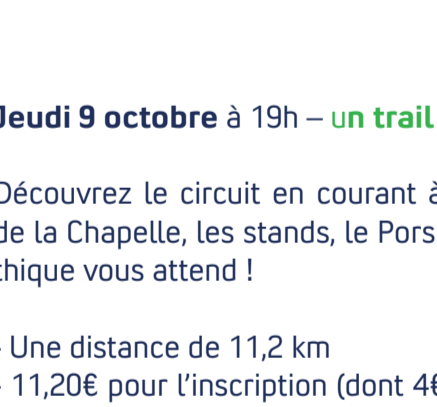 Jeudi 9 octobre à 19h – un trail
Découvrez le circuit en courant à
de la Chapelle, les stands, le Pors
thique vous attend !
- Une distance de 11,2 km
- 11,20€ pour l’inscription (dont 4€